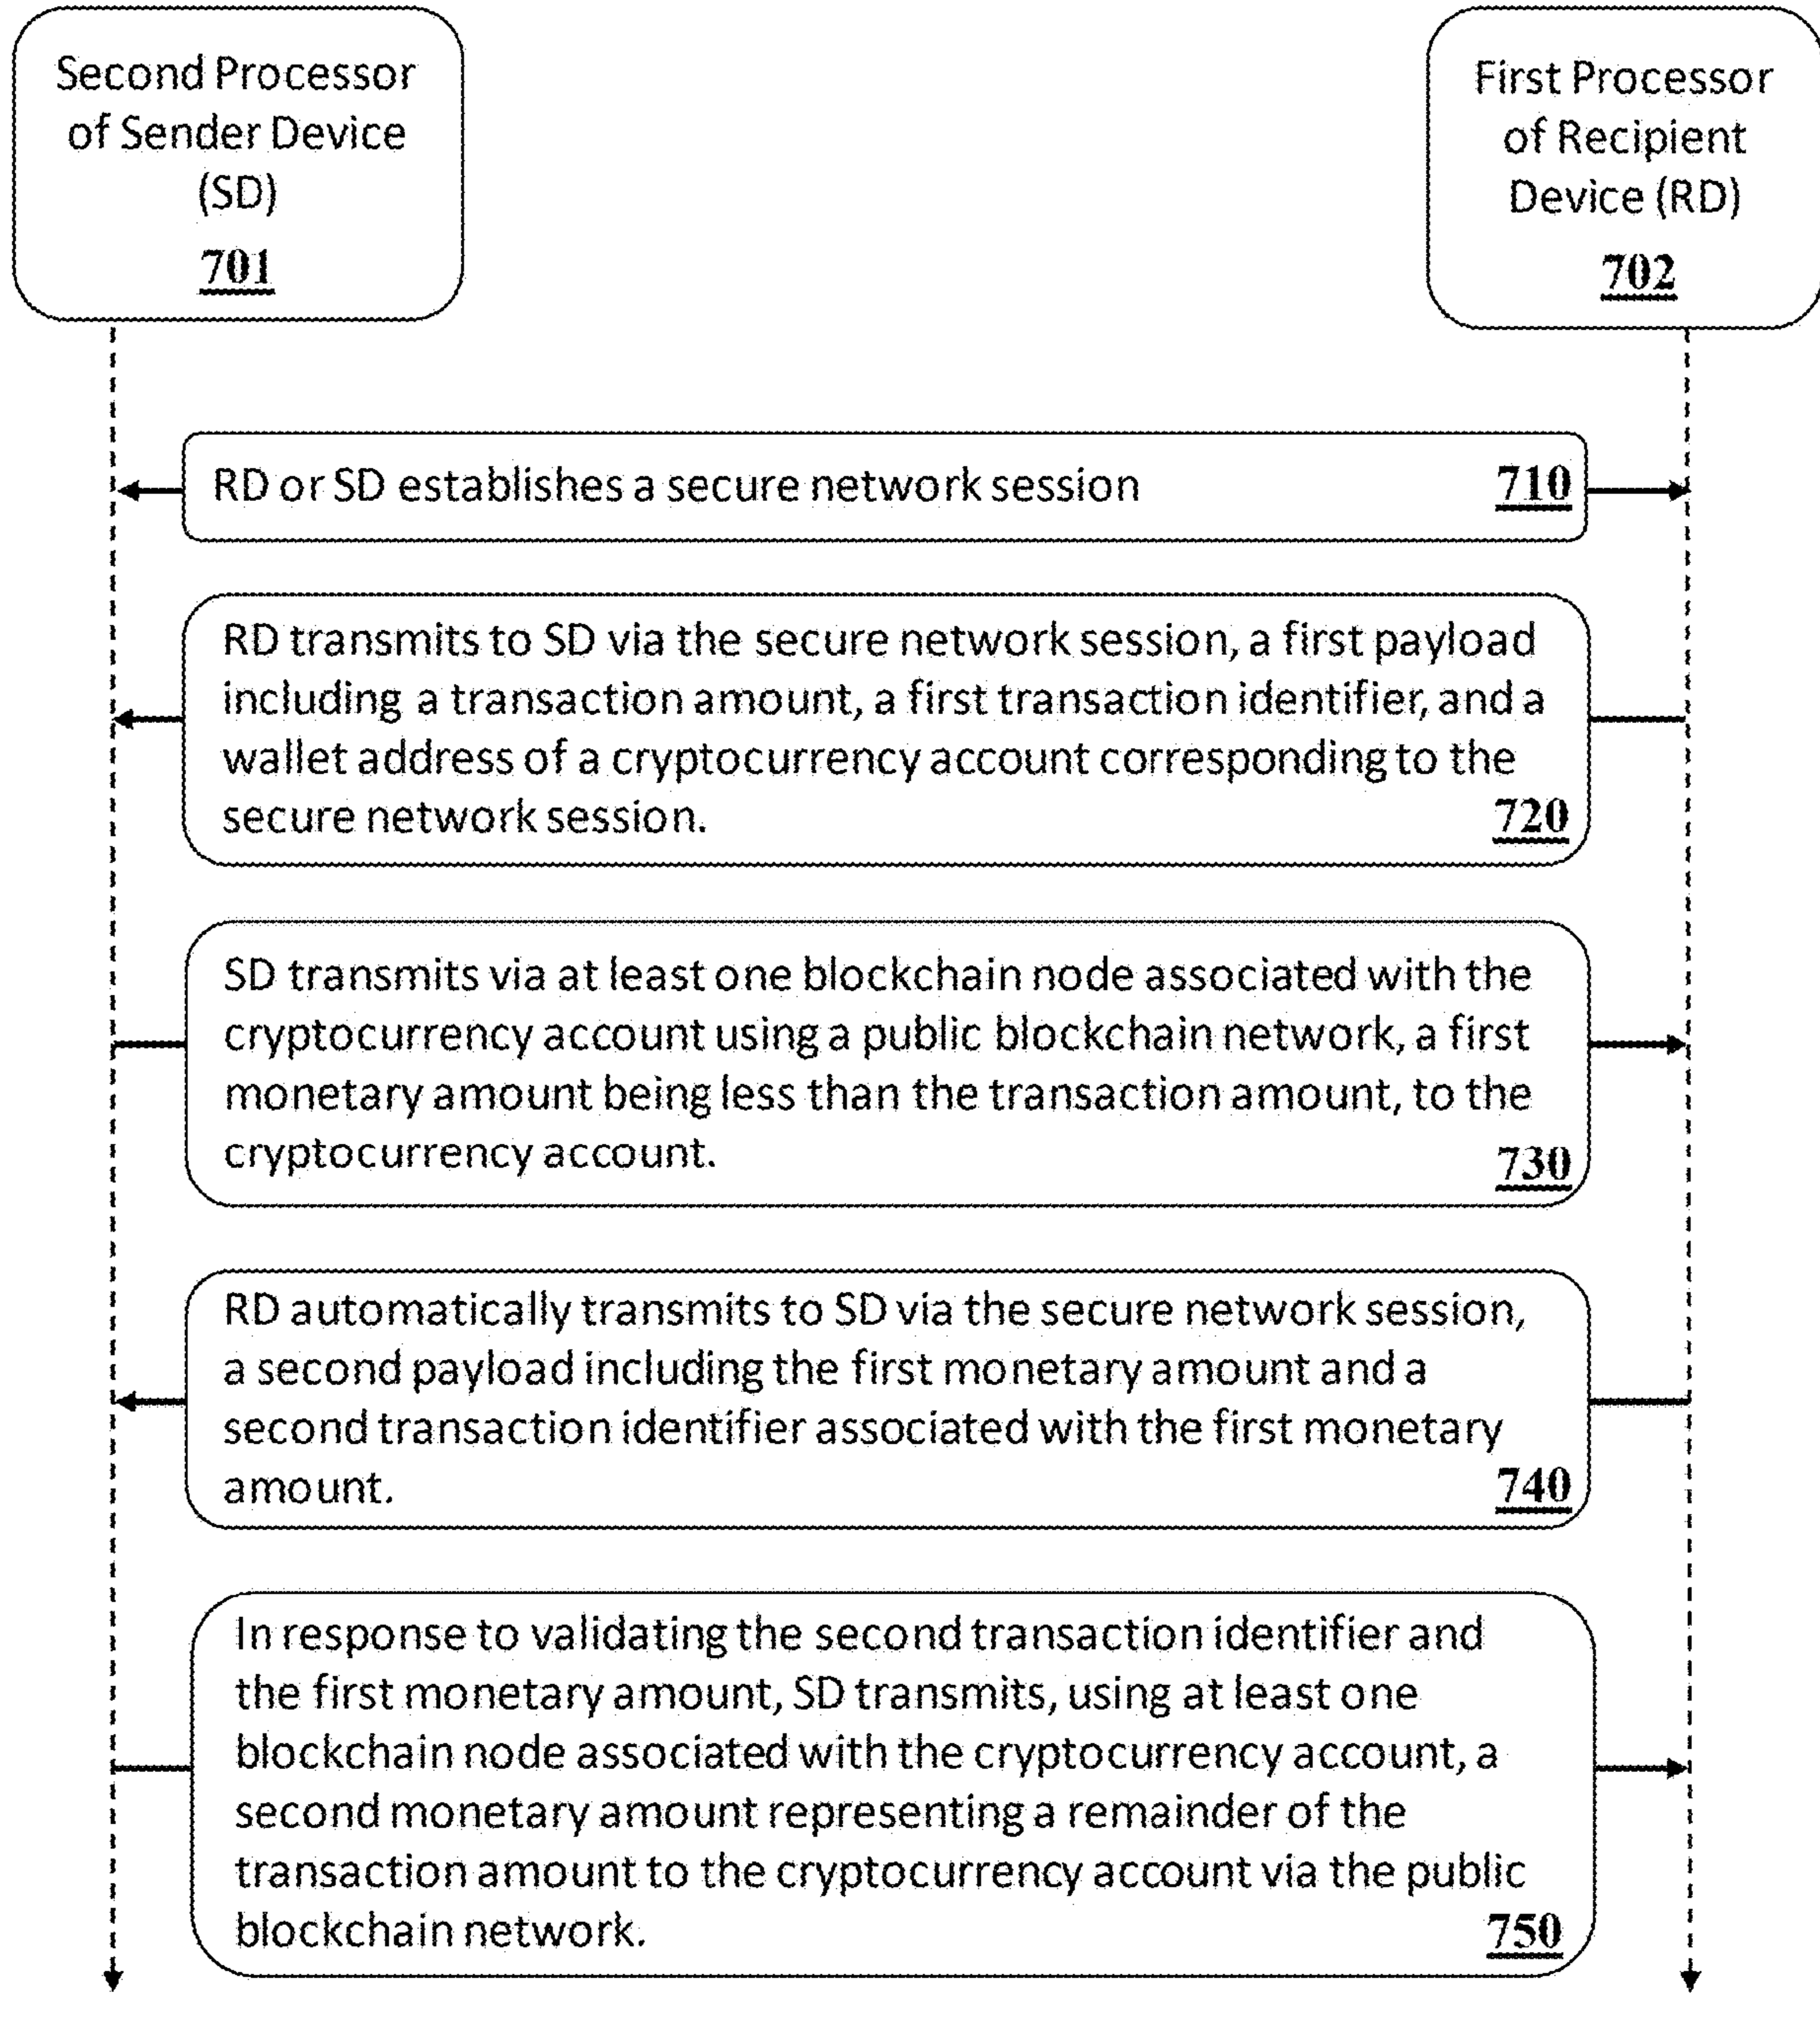 Second Processor
of Sender Device
(SD)
701
First Processor
of Recipient
Device (RD)
702
RD or SD establishes a secure network session 710
RD transmits to SD via the secure network session, a first payload
including a transaction amount, a first transaction identifier, and a
wallet address of a cryptocurrency account corresponding to the
secure network session. 720
SD transmits via at least one blockchain node associated with the
cryptocurrency account using a public blockchain network, a first
monetary amount being less than the transaction amount, to the
cryptocurrency account. 730
RD automatically transmits to SD via the secure network session,
a second payload including the first monetary amount and a
second transaction identifier associated with the first monetary
amount. 740
In response to validating the second transaction identifier and
the first monetary amount, SD transmits, using at least one
blockchain node associated with the cryptocurrency account, a
second monetary amount representing a remainder of the
transaction amount to the cryptocurrency account via the public
blockchain network. 750